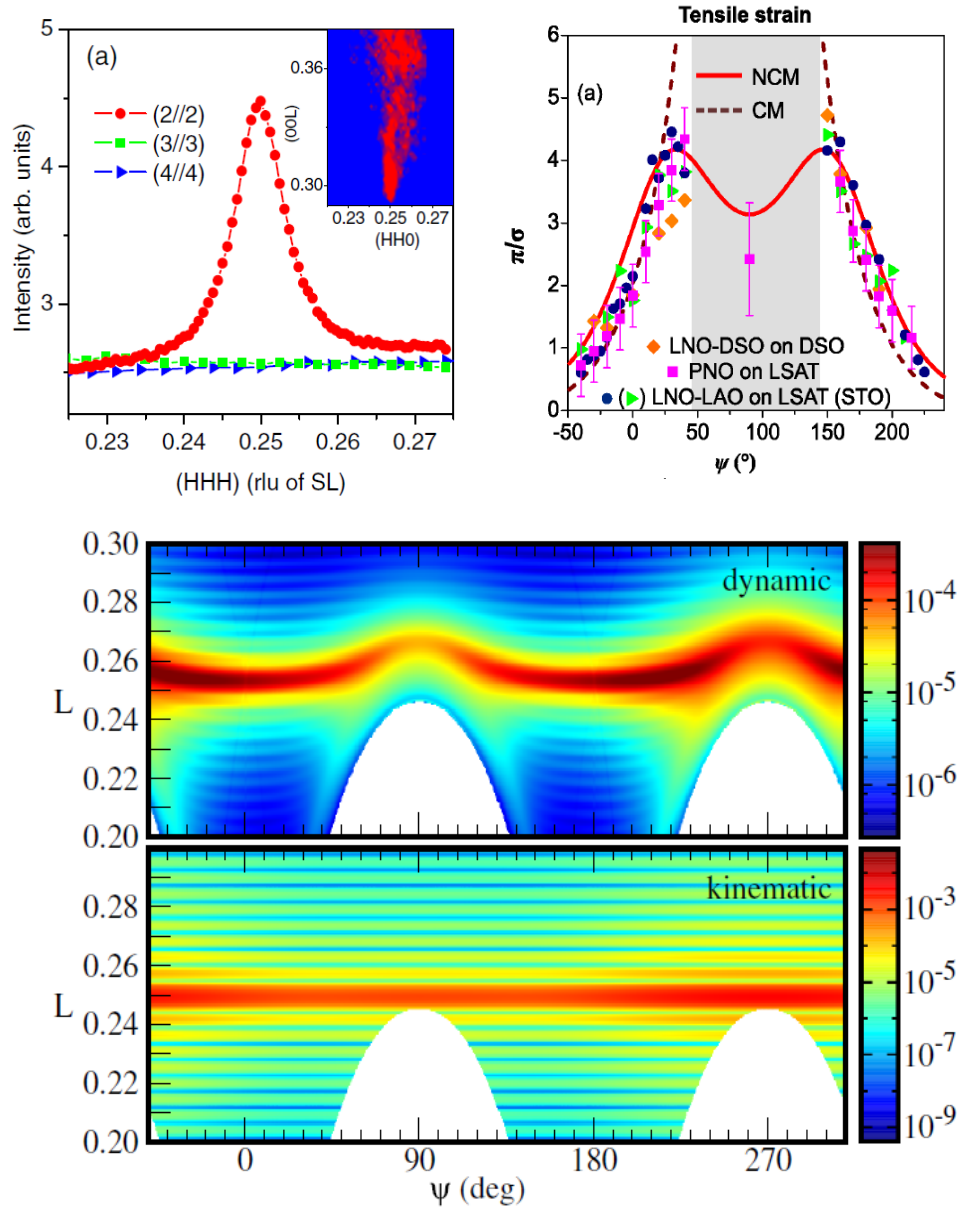 (a)
5
4
3
Intensity (arb. units)
(2//2)
(3//3)
(4//4)
0.36
0.30
(00L)
0.23 0.25 0.27
(HH0)
0.23 0.24 0.25 0.26 0.27
(HHH) (rlu of SL)
Tensile strain
6
5
4
3
2
1
0
π/σ
(a)
NCM
CM
LNO-DSO on DSO
PNO on LSAT
( ) LNO-LAO on LSAT (STO)
-50 0 50 100 150 200
ψ (°)
0.30
0.28
0.26
0.24
0.22
0.20
L
dynamic
10-4
10-5
10-6
0.28
0.26
0.24
0.22
0.20
L
kinematic
10-3
10-5
10-7
10-9
0 90 180 270
ψ (deg)